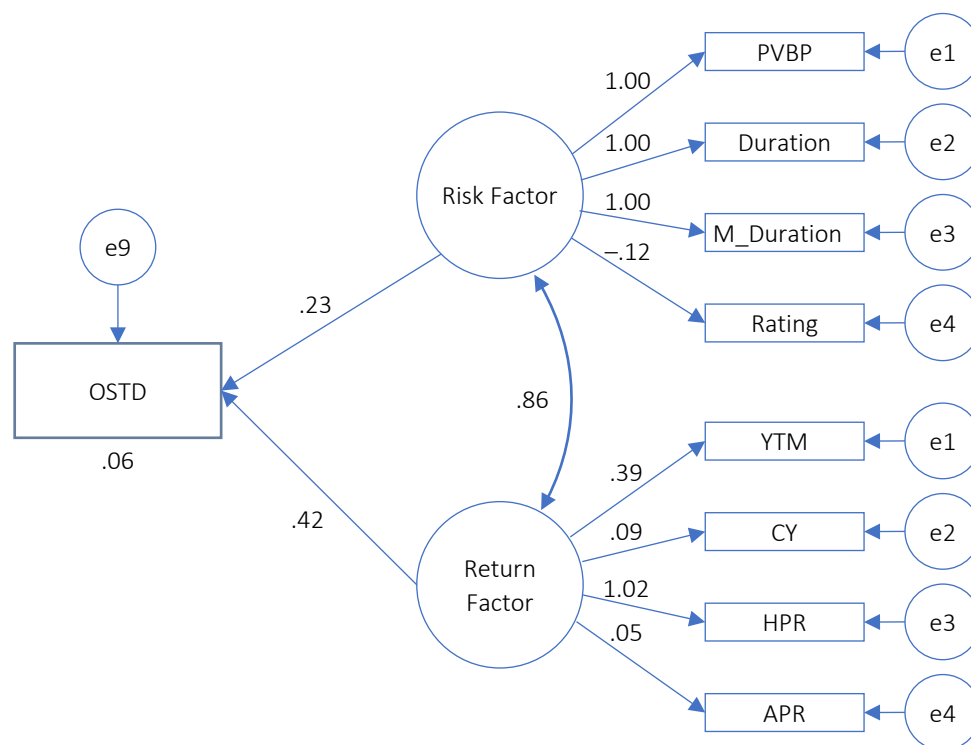 PVBP
e1
1.00
Duration
e2
1.00
Risk Factor
1.00
M_Duration
e3
–.12
e9
Rating
e4
.23
OSTD
.86
.06
YTM
e1
.39
.42
.09
CY
e2
Return
Factor
1.02
HPR
e3
.05
APR
e4